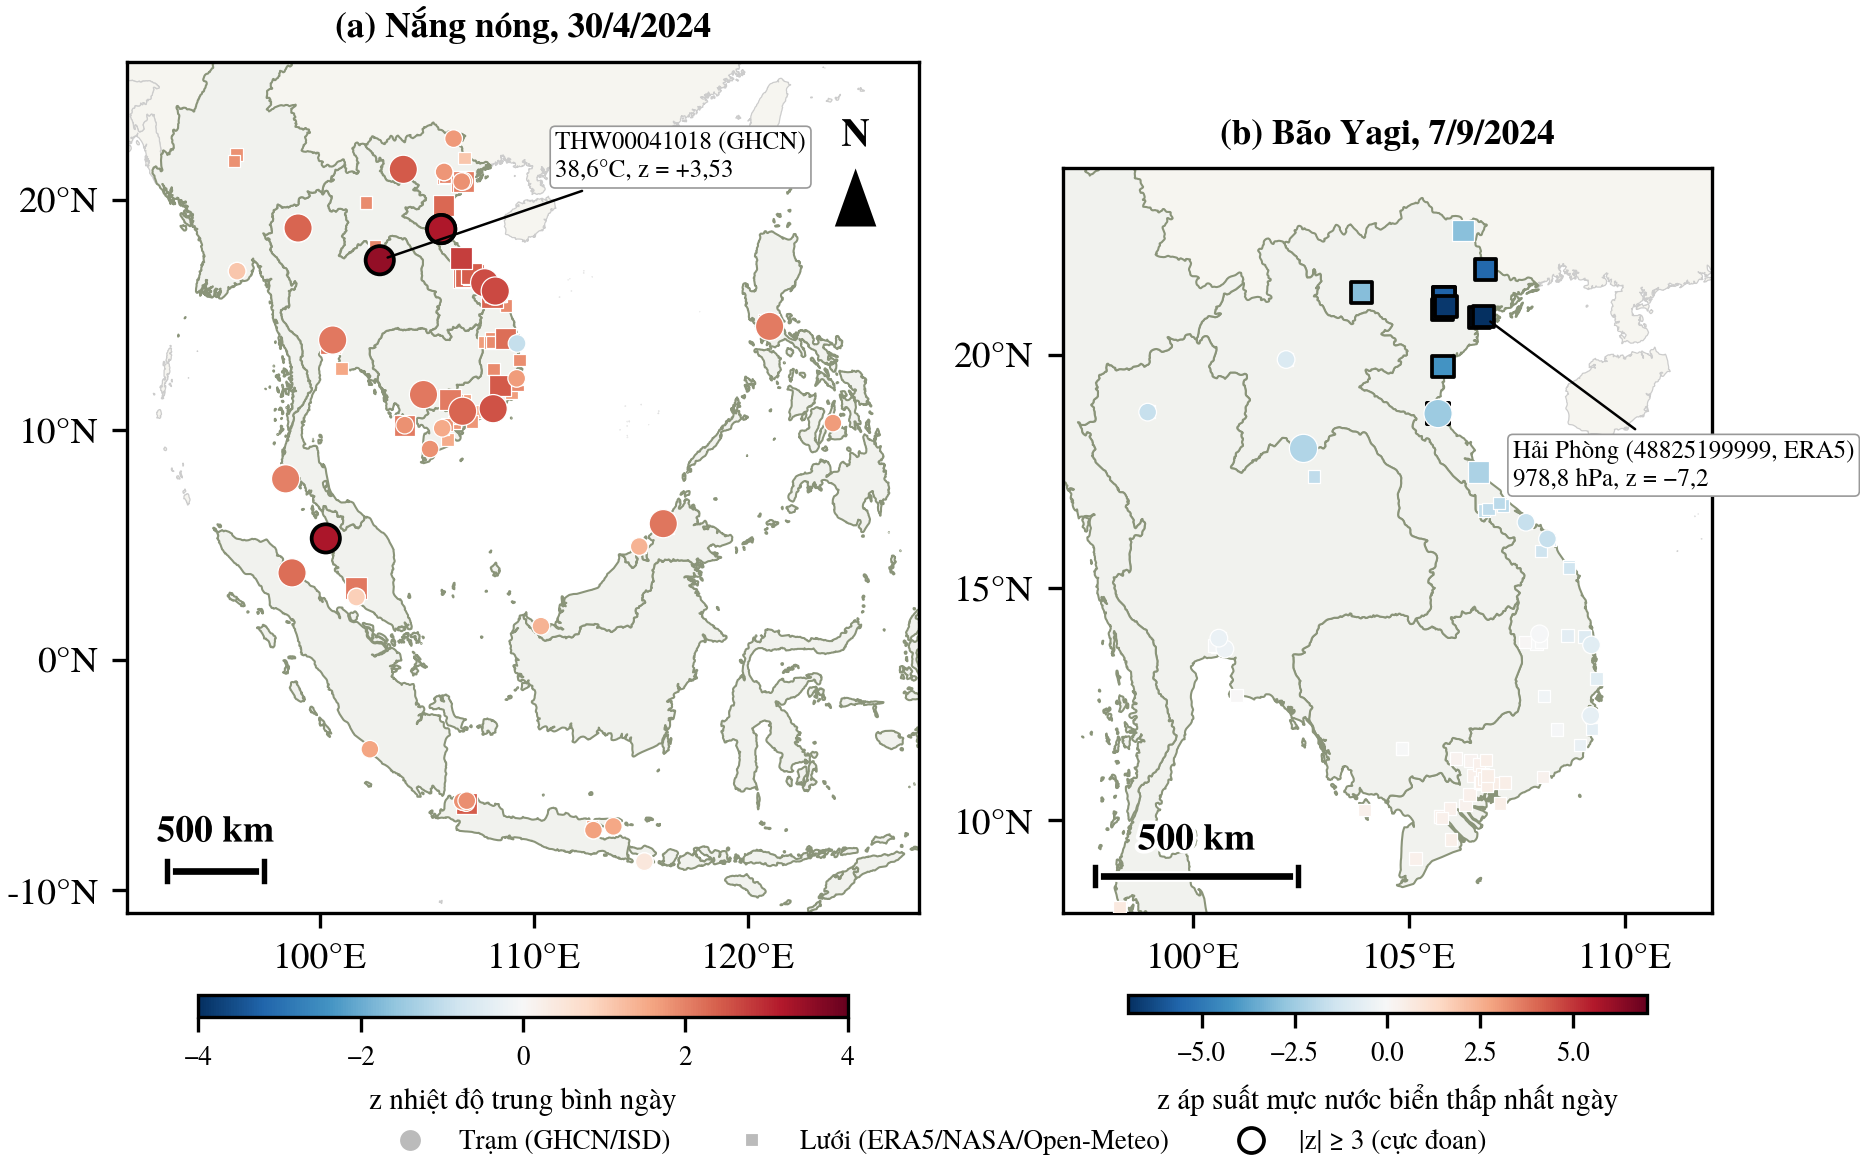 (a) Nắng nóng, 30/4/2024
THW00041018 (GHCN)
38,6°C, z = +3,53
N
20°N
10°N
0°N
-10°N
500 km
100°E
110°E
120°E
−4
−2
0
2
4
z nhiệt độ trung bình ngày
(b) Bão Yagi, 7/9/2024
Hải Phòng (48825199999, ERA5)
978,8 hPa, z = −7,2
20°N
15°N
10°N
500 km
100°E
105°E
110°E
−5.0
−2.5
0.0
2.5
5.0
z áp suất mực nước biển thấp nhất ngày
Trạm (GHCN/ISD)
Lưới (ERA5/NASA/Open-Meteo)
|z| ≥ 3 (cực đoan)